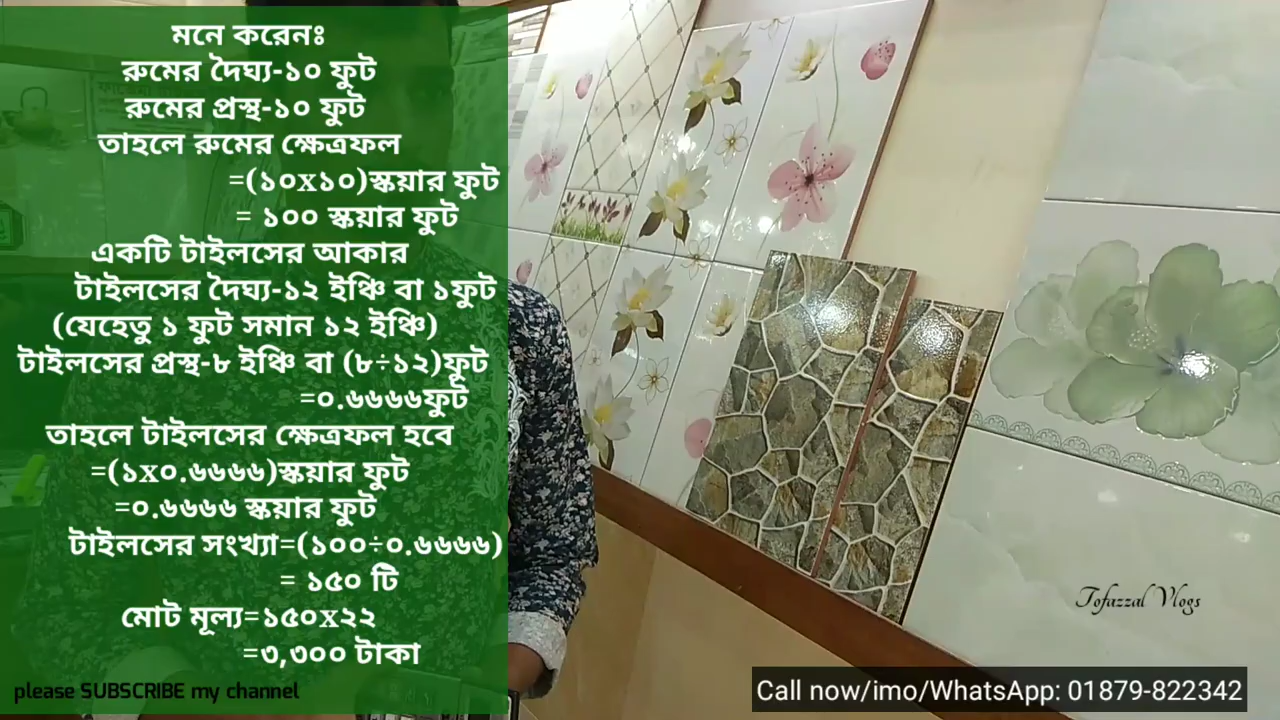 মনে করেনঃ
রুমের দৈঘ্য-১০ ফুট
রুমের প্রস্থ-১০ ফুট
তাহলে রুমের ক্ষেত্রফল
=(১০x১০)স্কয়ার ফুট
= ১০০ স্কয়ার ফুট
একটি টাইলসের আকার
টাইলসের দৈঘ্য-১২ ইঞ্চি বা ১ফুট
(যেহেতু ১ ফুট সমান ১২ ইঞ্চি)
টাইলসের প্রস্থ-৮ ইঞ্চি বা (৮÷১২)ফুট
=০.৬৬৬৬ফুট
তাহলে টাইলসের ক্ষেত্রফল হবে
=(১x০.৬৬৬৬)স্কয়ার ফুট
=০.৬৬৬৬ স্কয়ার ফুট
টাইলসের সংখ্যা=(১০০÷০.৬৬৬৬)
= ১৫০ টি
মোট মূল্য=১৫০x২২
=৩,৩০০ টাকা
please SUBSCRIBE my channel
Tofazzal Vlogs
Call now/imo/WhatsApp: 01879-822342